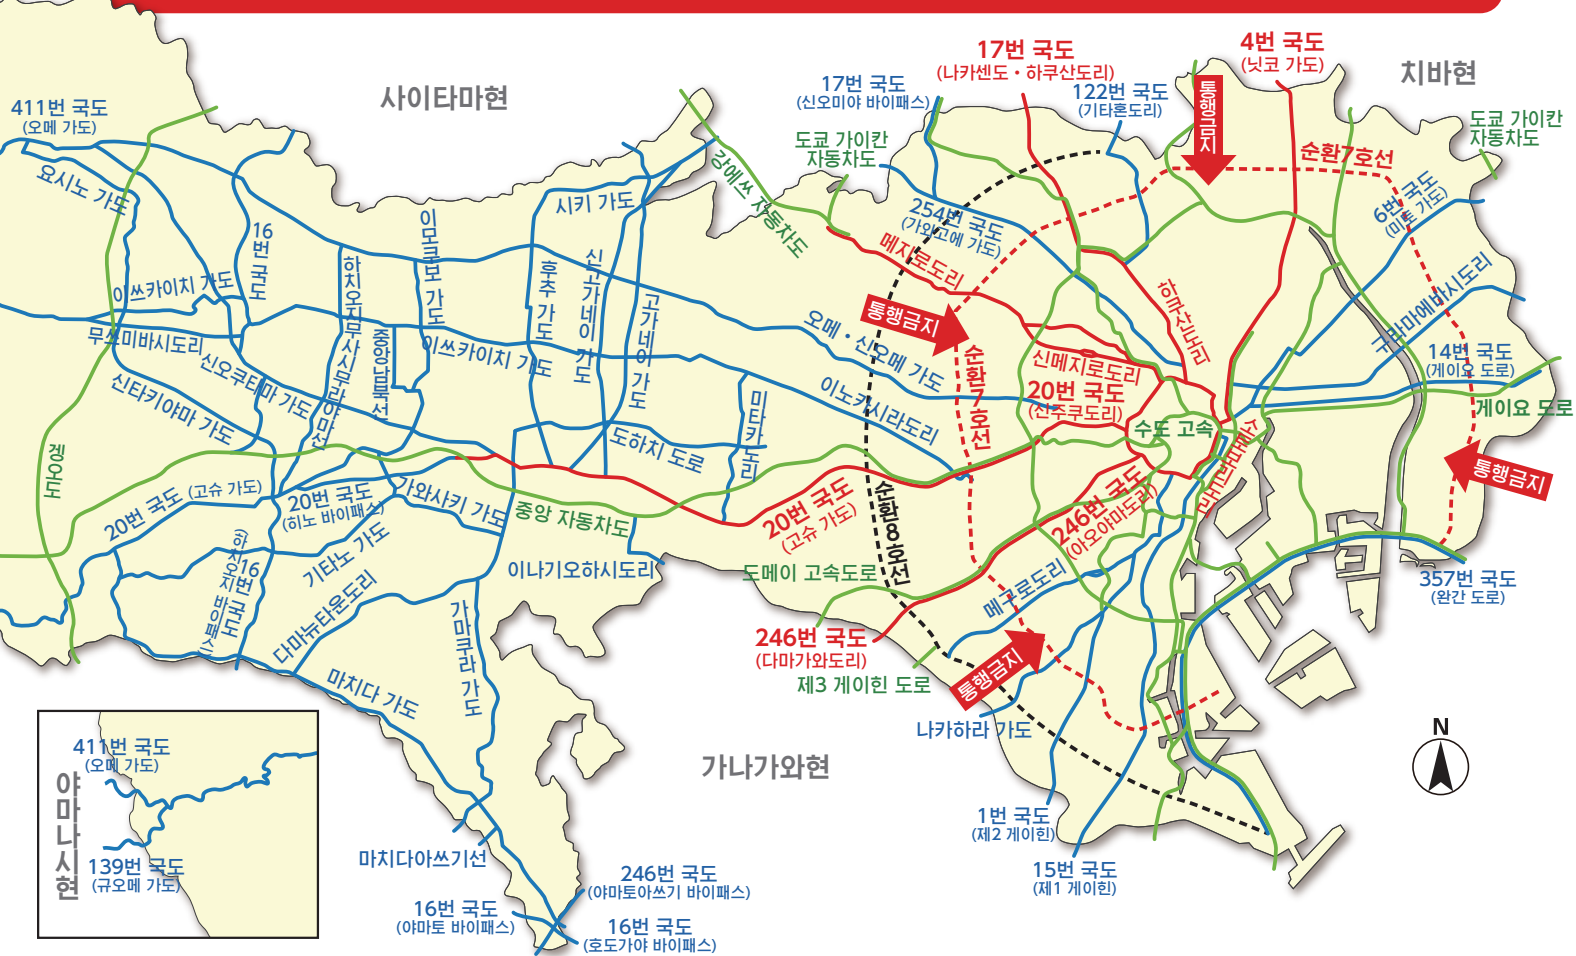 17번 국도
(나카센도・하쿠산도리)
4번 국도
(닛코 가도)
치바현
사이타마현
17번 국도
(신오미야 바이패스)
122번 국도
(기타혼도리)
통행금지
411번 국도
(오메 가도)
도쿄 가이칸
자동차도
도쿄 가이칸
자동차도
순환7호선
강에쓰 자동차도
요시노 가도
시키 가도
6번 국도
(미토 가도)
254번 국도
(가와고에 가도)
16번 국도
이모쿠보 가도
메지로도리
하치오지무사시무라야마선
후추 가도
신고가네이 가도
고가네이 가도
이쓰카이치 가도
하쿠산도리
구라마에바시도리
통행금지
오메・신오메 가도
무쓰미바시도리
중앙남북선
이쓰카이치 가도
신오쿠타마 가도
순환7호선
신메지로도리
14번 국도
(게이요 도로)
신타키야마 가도
이노카시라도리
20번 국도
(신주쿠도리)
게이요 도로
미타카도리
수도 고속
쇼와도리
도하치 도로
겡오도
통행금지
20번 국도 (고슈 가도)
20번 국도
(히노 바이패스)
가와사키 가도
중앙 자동차도
20번 국도
(고슈 가도)
순환8호선
246번 국도
(아오야마도리)
기타노 가도
16번 국도
(하치오지 바이패스)
이나기오하시도리
도메이 고속도로
메구로도리
357번 국도
(완간 도로)
다마뉴타운도리
가마쿠라 가도
246번 국도
(다마가와도리)
제3 게이힌 도로
통행금지
마치다 가도
나카하라 가도
N
가나가와현
411번 국도
(오메 가도)
야마나시현
139번 국도
(규오메 가도)
1번 국도
(제2 게이힌)
마치다아쓰기선
15번 국도
(제1 게이힌)
246번 국도
(야마토아쓰기 바이패스)
16번 국도
(야마토 바이패스)
16번 국도
(호도가야 바이패스)